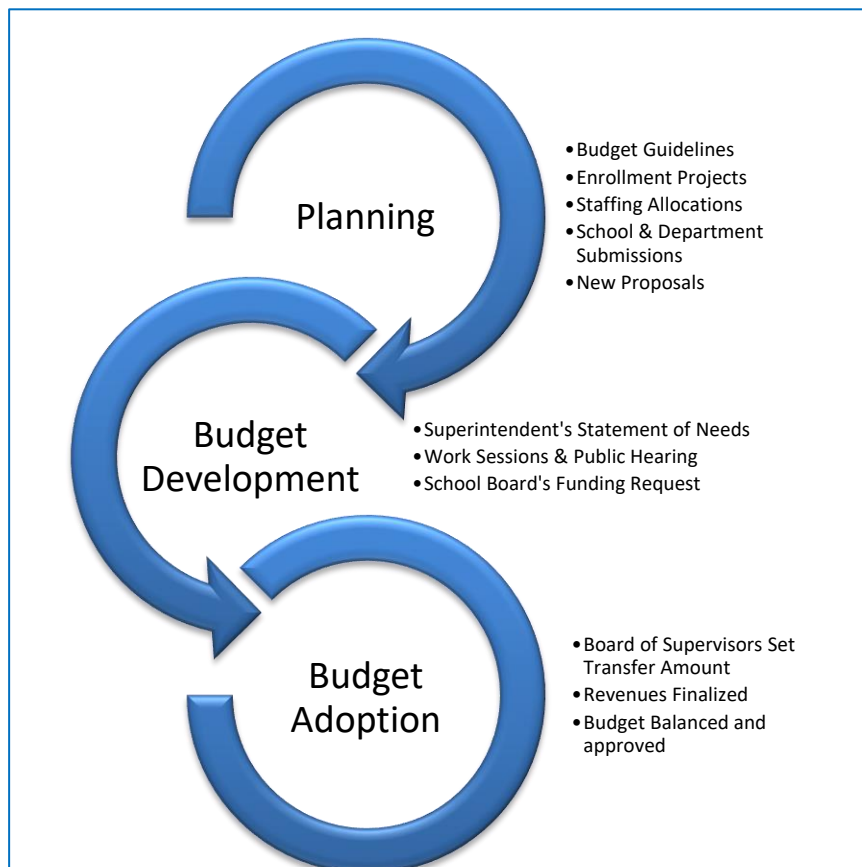 Planning
•Budget Guidelines
•Enrollment Projects
•Staffing Allocations
•School & Department
Submissions
•New Proposals
Budget
Development
•Superintendent's Statement of Needs
•Work Sessions & Public Hearing
•School Board's Funding Request
Budget
Adoption
•Board of Supervisors Set
Transfer Amount
•Revenues Finalized
•Budget Balanced and
approved